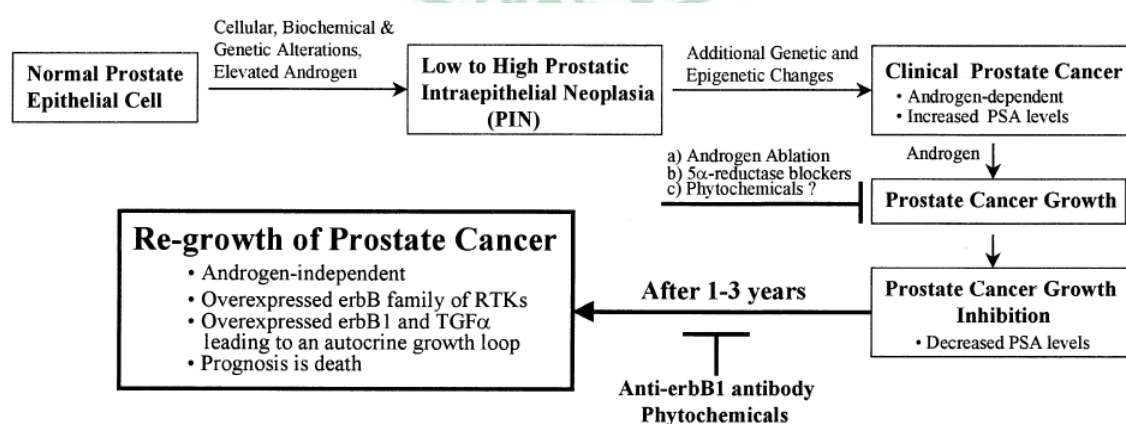 Normal Prostate
Epithelial Cell
Cellular, Biochemical &
Genetic Alterations,
Elevated Androgen
Low to High Prostatic
Intraepithelial Neoplasia
(PIN)
Additional Genetic and
Epigenetic Changes
Clinical Prostate Cancer
• Androgen-dependent
• Increased PSA levels
Androgen
a) Androgen Ablation
b) 5α-reductase blockers
c) Phytochemicals ?
Prostate Cancer Growth
Prostate Cancer Growth
Inhibition
• Decreased PSA levels
After 1-3 years
Anti-erbB1 antibody
Phytochemicals
Re-growth of Prostate Cancer
• Androgen-independent
• Overexpressed erbB family of RTKs
• Overexpressed erbB1 and TGFα
leading to an autocrine growth loop
• Prognosis is death